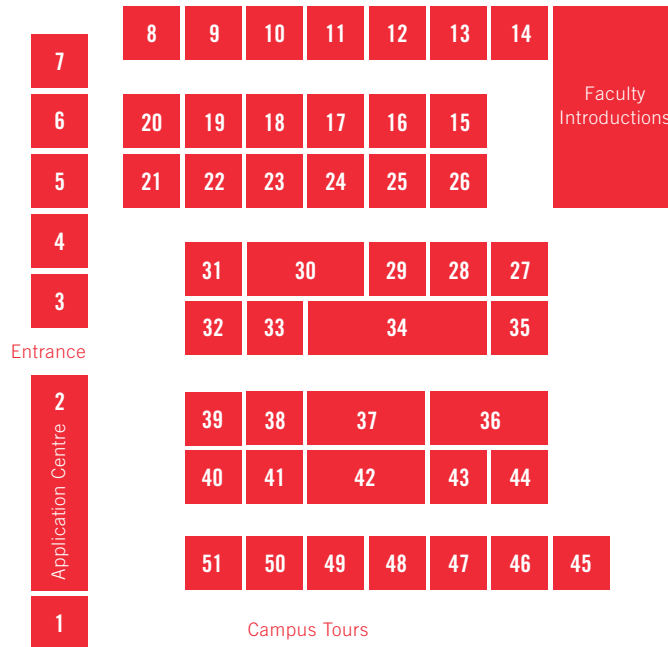 8 9 10 11 12 13 14
7
Faculty
Introductions
6 20 19 18 17 16 15
5 21 22 23 24 25 26
4
31 30 29 28 27
3
32 33 34 35
Entrance
2
Application Centre
39 38 37 36
40 41 42 43 44
51 50 49 48 47 46 45
1
Campus Tours